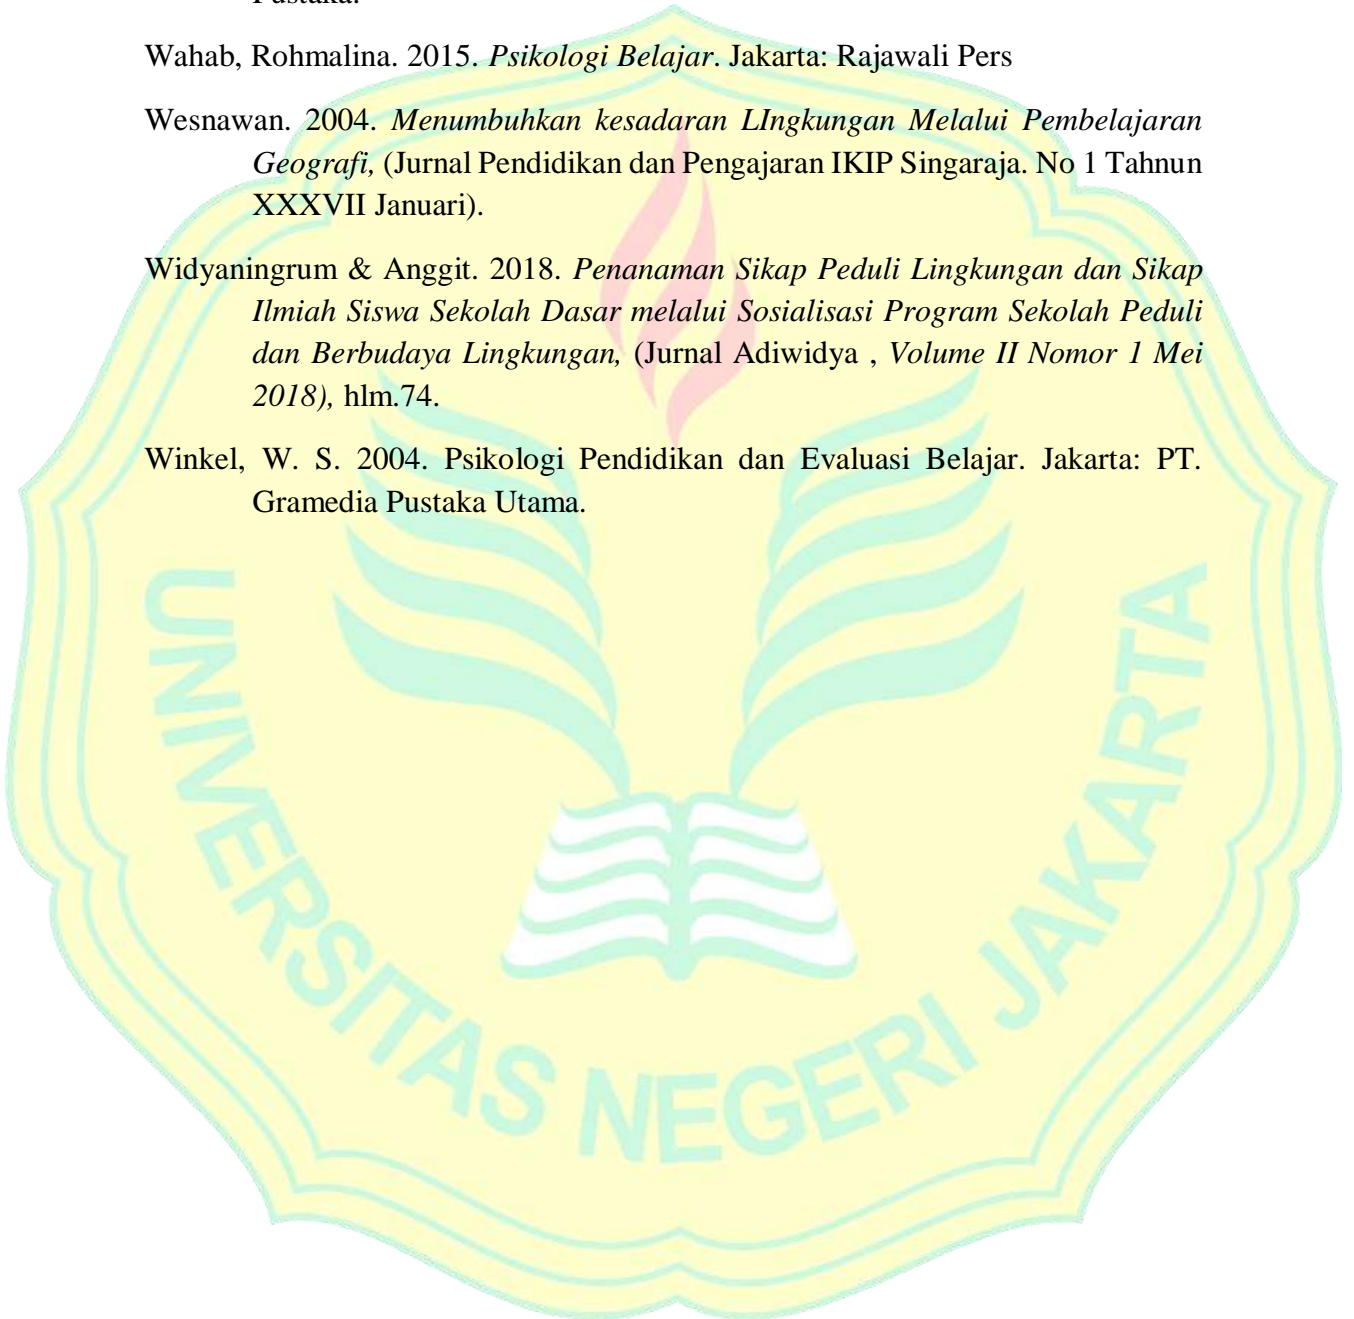 Pustaka.
Wahab, Rohmalina. 2015. Psikologi Belajar. Jakarta: Rajawali Pers
Wesnawan. 2004. Menumbuhkan kesadaran LIngkungan Melalui Pembelajaran
Geografi, (Jurnal Pendidikan dan Pengajaran IKIP Singaraja. No 1 Tahnun
XXXVII Januari).
Widyaningrum & Anggit. 2018. Penanaman Sikap Peduli Lingkungan dan Sikap
Ilmiah Siswa Sekolah Dasar melalui Sosialisasi Program Sekolah Peduli
dan Berbudaya Lingkungan, (Jurnal Adiwidya , Volume II Nomor 1 Mei
2018), hlm.74.
Winkel, W. S. 2004. Psikologi Pendidikan dan Evaluasi Belajar. Jakarta: PT.
Gramedia Pustaka Utama.
UNIVERSITAS NEGERI JAKARTA